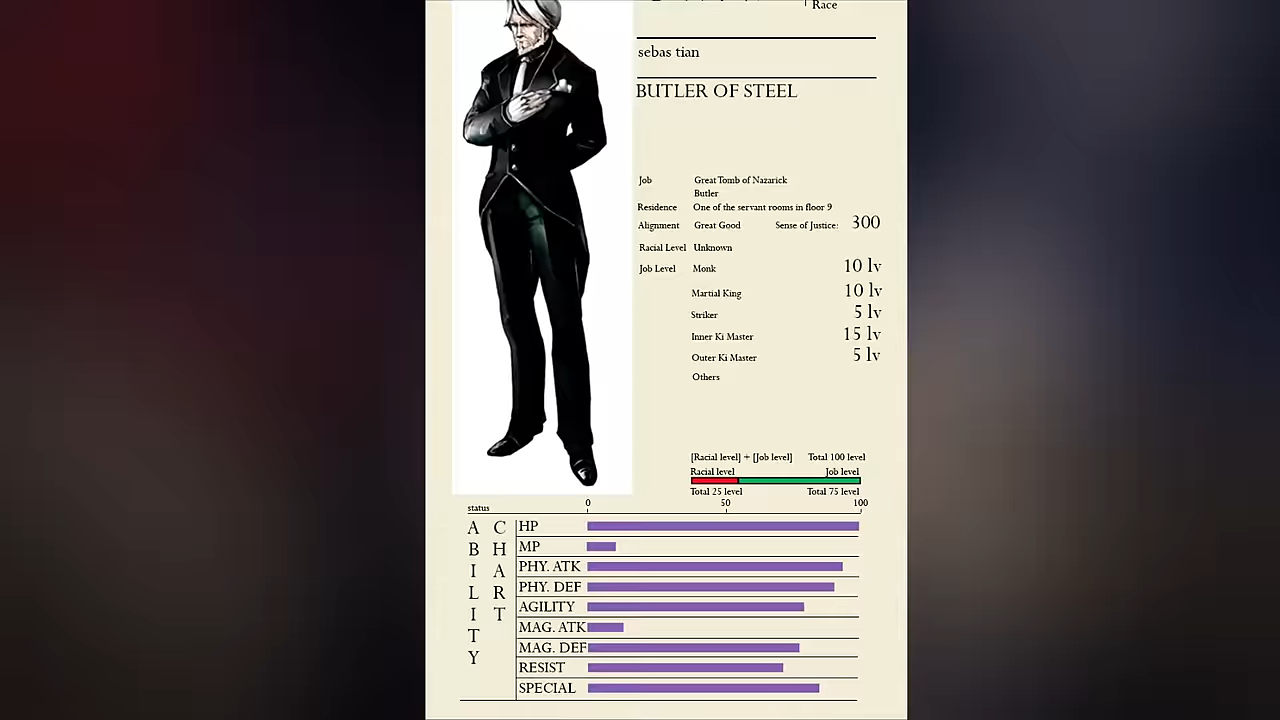 Race
sebas tian
BUTLER OF STEEL
Job Great Tomb of Nazarick
Butler
Residence One of the servant rooms in floor 9
Alignment Great Good Sense of Justice: 300
Racial Level Unknown
Job Level Monk 10 lv
Martial King 10 lv
Striker 5 lv
Inner Ki Master 15 lv
Outer Ki Master 5 lv
Others
[Racial level] + [Job level] Total 100 level
Racial level Job level
Total 25 level Total 75 level
status
0 50 100
ABILITY CHART
HP
MP
PHY. ATK
PHY. DEF
AGILITY
MAG. ATK
MAG. DEF
RESIST
SPECIAL